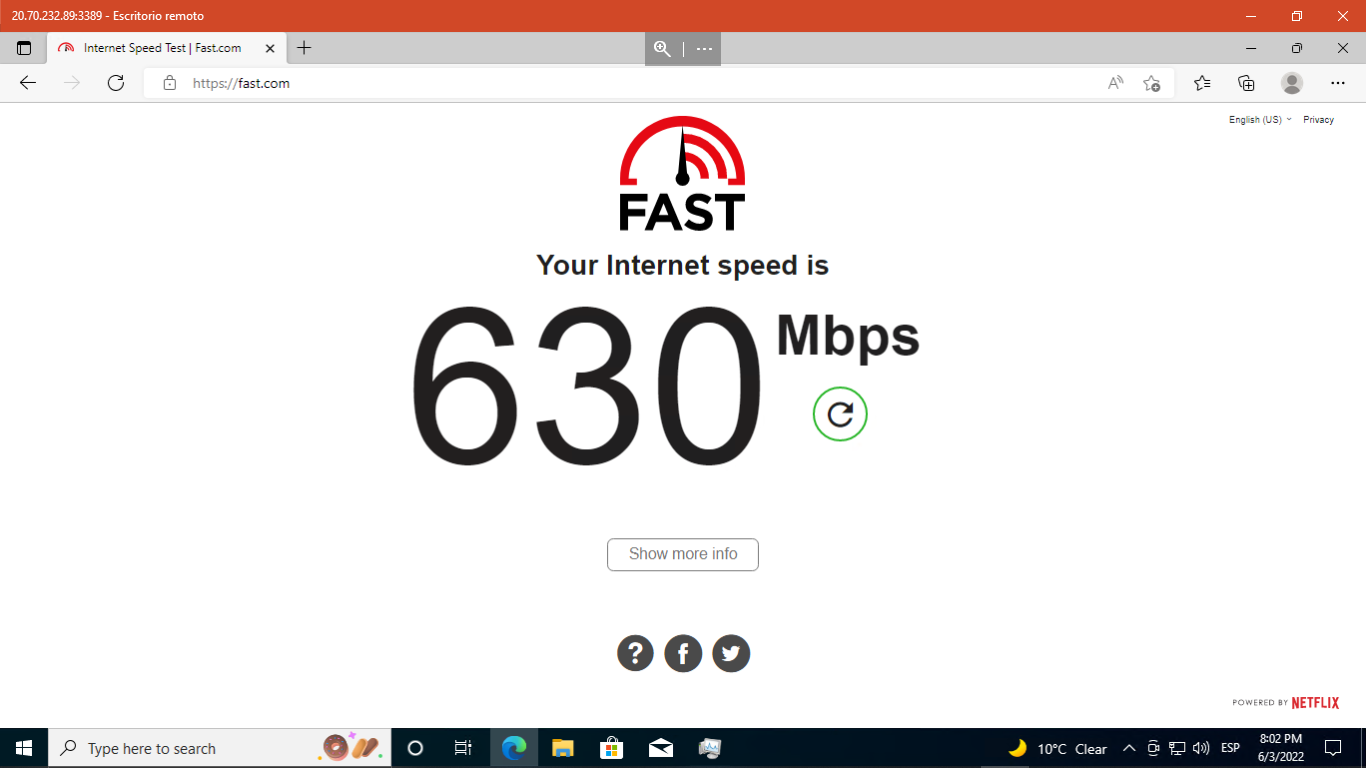 20.70.232.89:3389 - Escritorio remoto
Internet Speed Test | Fast.com
https://fast.com
English (US) Privacy
FAST
Your Internet speed is
630 Mbps
Show more info
POWERED BY NETFLIX
Type here to search
10°C Clear
ESP
8:02 PM
6/3/2022